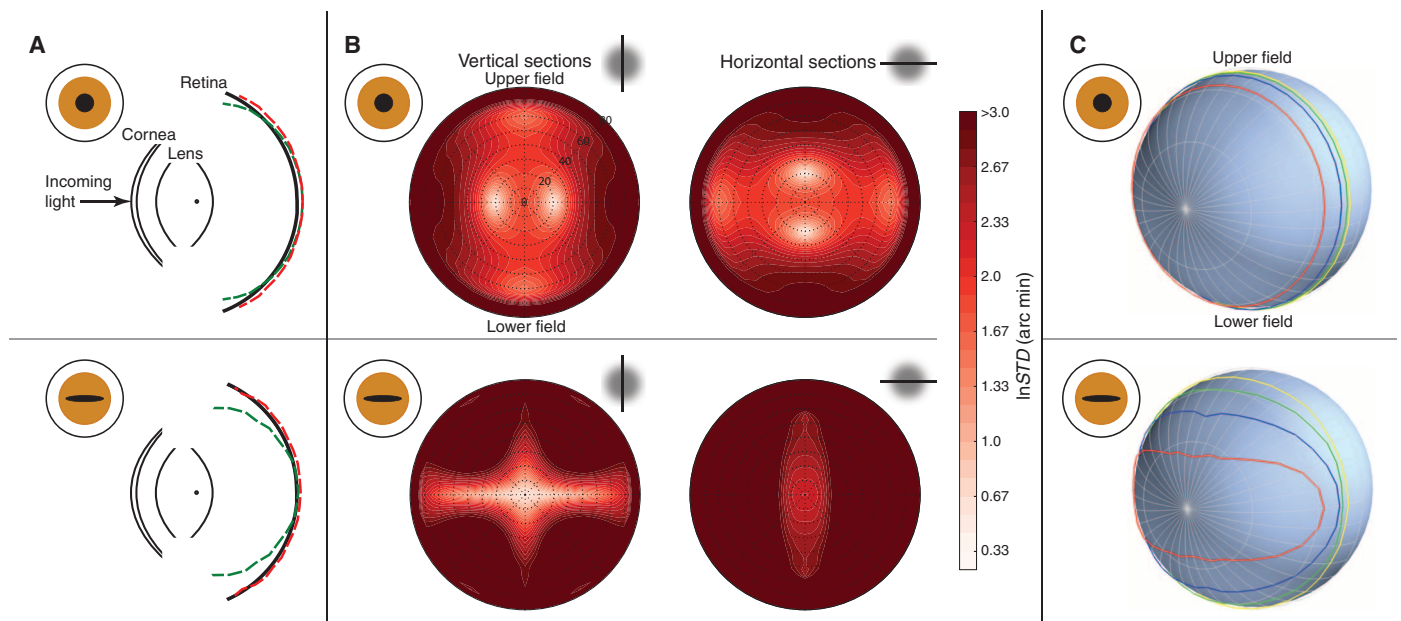 A
Retina
Cornea
Lens
Incoming
light
B
Vertical sections
Upper field
80
60
40
20
0
Lower field
Horizontal sections
>3.0
2.67
2.33
2.0
1.67
1.33
1.0
0.67
0.33
lnSTD (arc min)
C
Upper field
Lower field